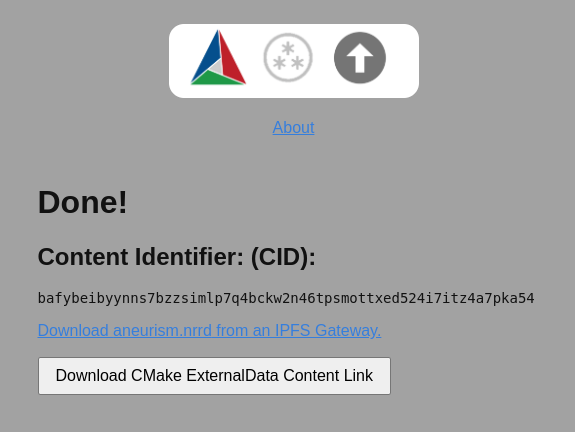 About
Done!
Content Identifier: (CID):
bafybeibyynns7bzzsimlp7q4bckw2n46tpsmottxed524i7itz4a7pka54
Download aneurism.nrrd from an IPFS Gateway.
Download CMake ExternalData Content Link